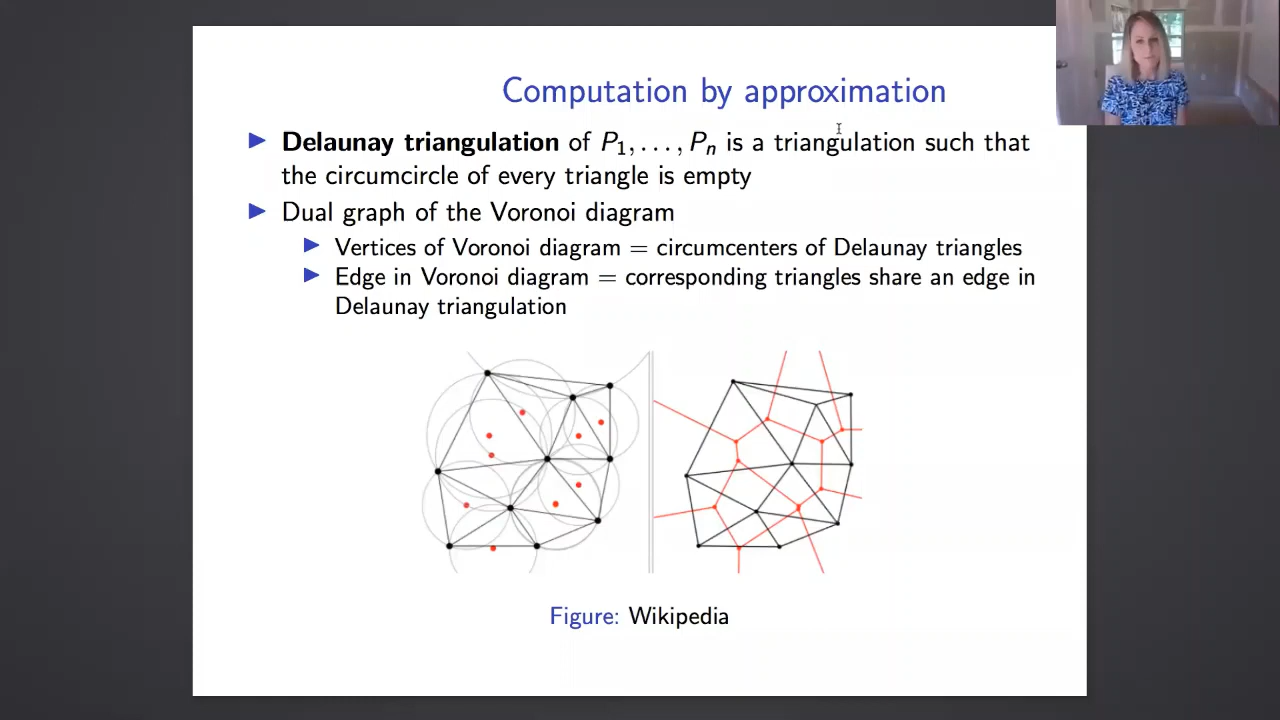 Computation by approximation
Delaunay triangulation of P1, . . . , Pn is a triangulation such that
the circumcircle of every triangle is empty
Dual graph of the Voronoi diagram
Vertices of Voronoi diagram = circumcenters of Delaunay triangles
Edge in Voronoi diagram = corresponding triangles share an edge in
Delaunay triangulation
Figure: Wikipedia